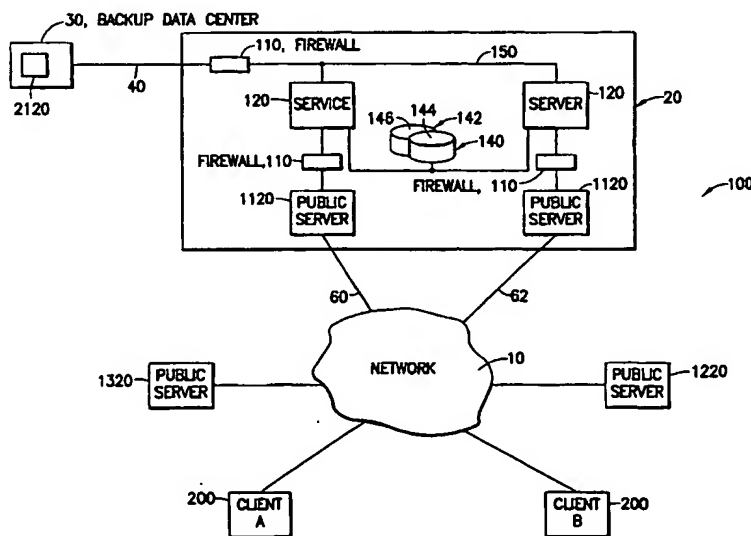 30, BACKUP DATA CENTER
110, FIREWALL
150
2120
40
120
SERVICE
146
144
142
140
SERVER
120
20
FIREWALL, 110
FIREWALL, 110
1120
1120
PUBLIC SERVER
PUBLIC SERVER
100
60
62
NETWORK
10
1320
PUBLIC SERVER
PUBLIC SERVER
1220
200
CLIENT A
CLIENT B
200